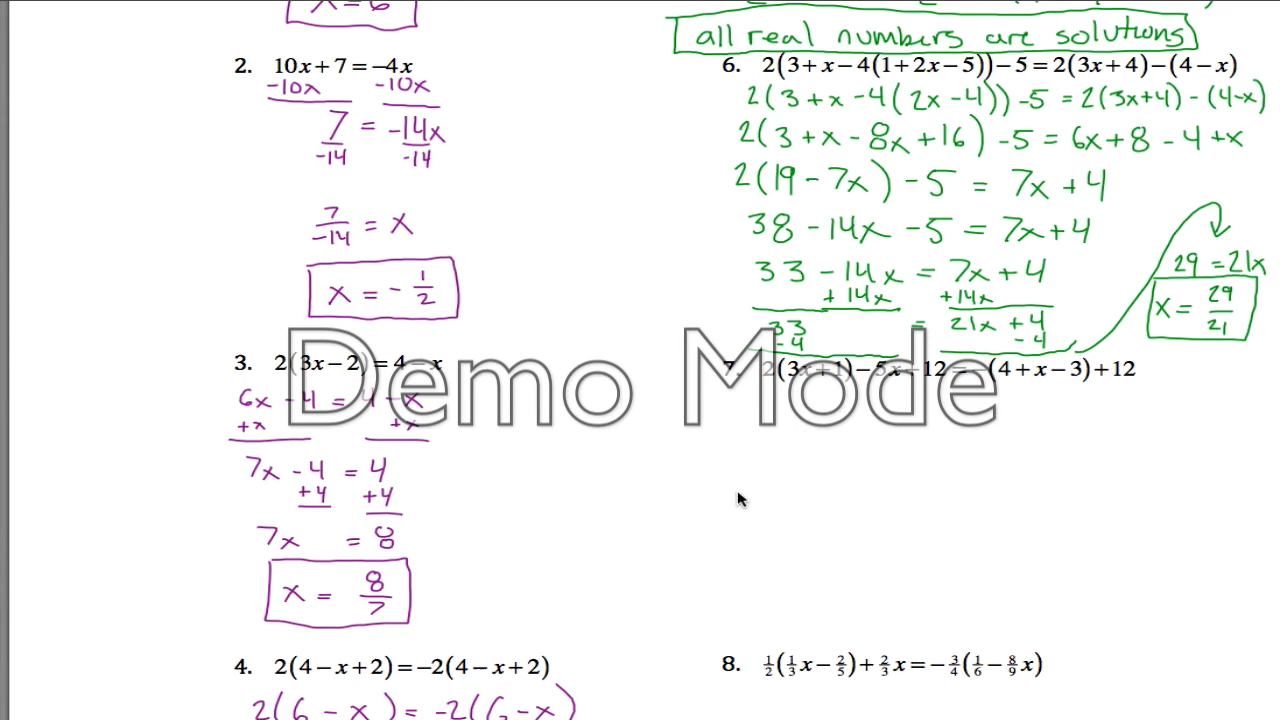 x = 6
2. 10x + 7 = -4x
-10x -10x
7 = -14x
-14 -14
7/-14 = x
x = - 1/2
3. 2(3x - 2) = 4 - x
6x - 4 = 4 - x
+x +x
7x - 4 = 4
+4 +4
7x = 8
x = 8/7
4. 2(4 - x + 2) = -2(4 - x + 2)
2(6 - x) = -2(6 - x)
all real numbers are solutions
6. 2(3 + x - 4(1 + 2x - 5)) - 5 = 2(3x + 4) - (4 - x)
2(3 + x - 4(2x - 4)) - 5 = 2(3x + 4) - (4 - x)
2(3 + x - 8x + 16) - 5 = 6x + 8 - 4 + x
2(19 - 7x) - 5 = 7x + 4
38 - 14x - 5 = 7x + 4
33 - 14x = 7x + 4
+ 14x +14x
33 = 21x + 4
-4 -4
29 = 21x
x = 29/21
7. 2(3x + 1) - 5x 12 = (4 + x - 3) + 12
8. 1/2(1/3x - 2/5) + 2/3x = -3/4(1/6 - 8/9x)
Demo Mode